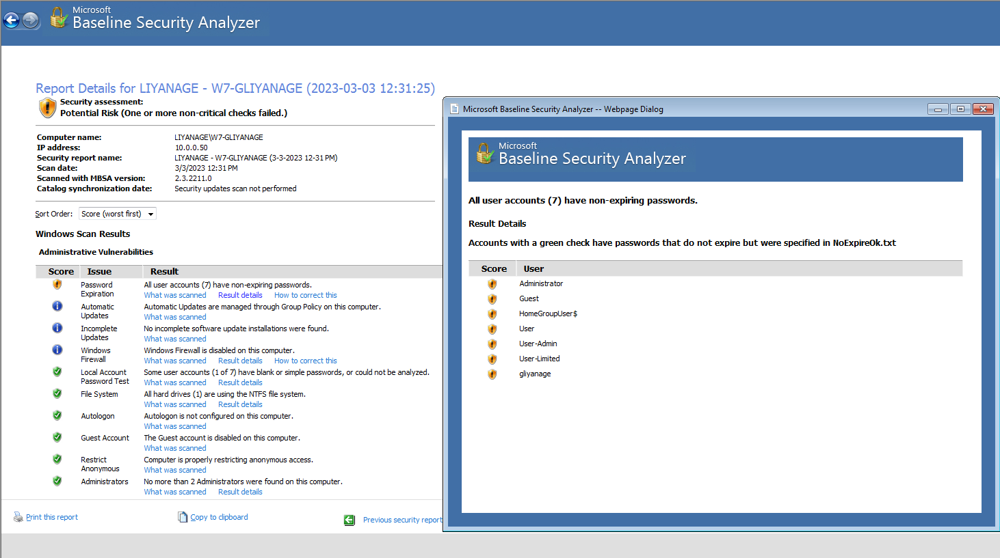 Microsoft
Baseline Security Analyzer
Report Details for LIYANAGE - W7-GLIYANAGE (2023-03-03 12:31:25)
Security assessment:
Potential Risk (One or more non-critical checks failed.)
Computer name: LIYANAGE\W7-GLIYANAGE
IP address: 10.0.0.50
Security report name: LIYANAGE - W7-GLIYANAGE (3-3-2023 12-31 PM)
Scan date: 3/3/2023 12:31 PM
Scanned with MBSA version: 2.3.2211.0
Catalog synchronization date: Security updates scan not performed
Sort Order: Score (worst first)
Windows Scan Results
Administrative Vulnerabilities
Score Issue Result
Password Expiration
All user accounts (7) have non-expiring passwords.
What was scanned Result details How to correct this
Automatic Updates
Automatic Updates are managed through Group Policy on this computer.
What was scanned
Incomplete Updates
No incomplete software update installations were found.
What was scanned
Windows Firewall
Windows Firewall is disabled on this computer.
What was scanned Result details How to correct this
Local Account Password Test
Some user accounts (1 of 7) have blank or simple passwords, or could not be analyzed.
What was scanned Result details
File System
All hard drives (1) are using the NTFS file system.
What was scanned Result details
Autologon
Autologon is not configured on this computer.
What was scanned
Guest Account
The Guest account is disabled on this computer.
What was scanned
Restrict Anonymous
Computer is properly restricting anonymous access.
What was scanned
Administrators
No more than 2 Administrators were found on this computer.
What was scanned Result details
Print this report Copy to clipboard Previous security report
Microsoft Baseline Security Analyzer -- Webpage Dialog
Microsoft
Baseline Security Analyzer
All user accounts (7) have non-expiring passwords.
Result Details
Accounts with a green check have passwords that do not expire but were specified in NoExpireOk.txt
Score User
Administrator
Guest
HomeGroupUser$
User
User-Admin
User-Limited
gliyanage